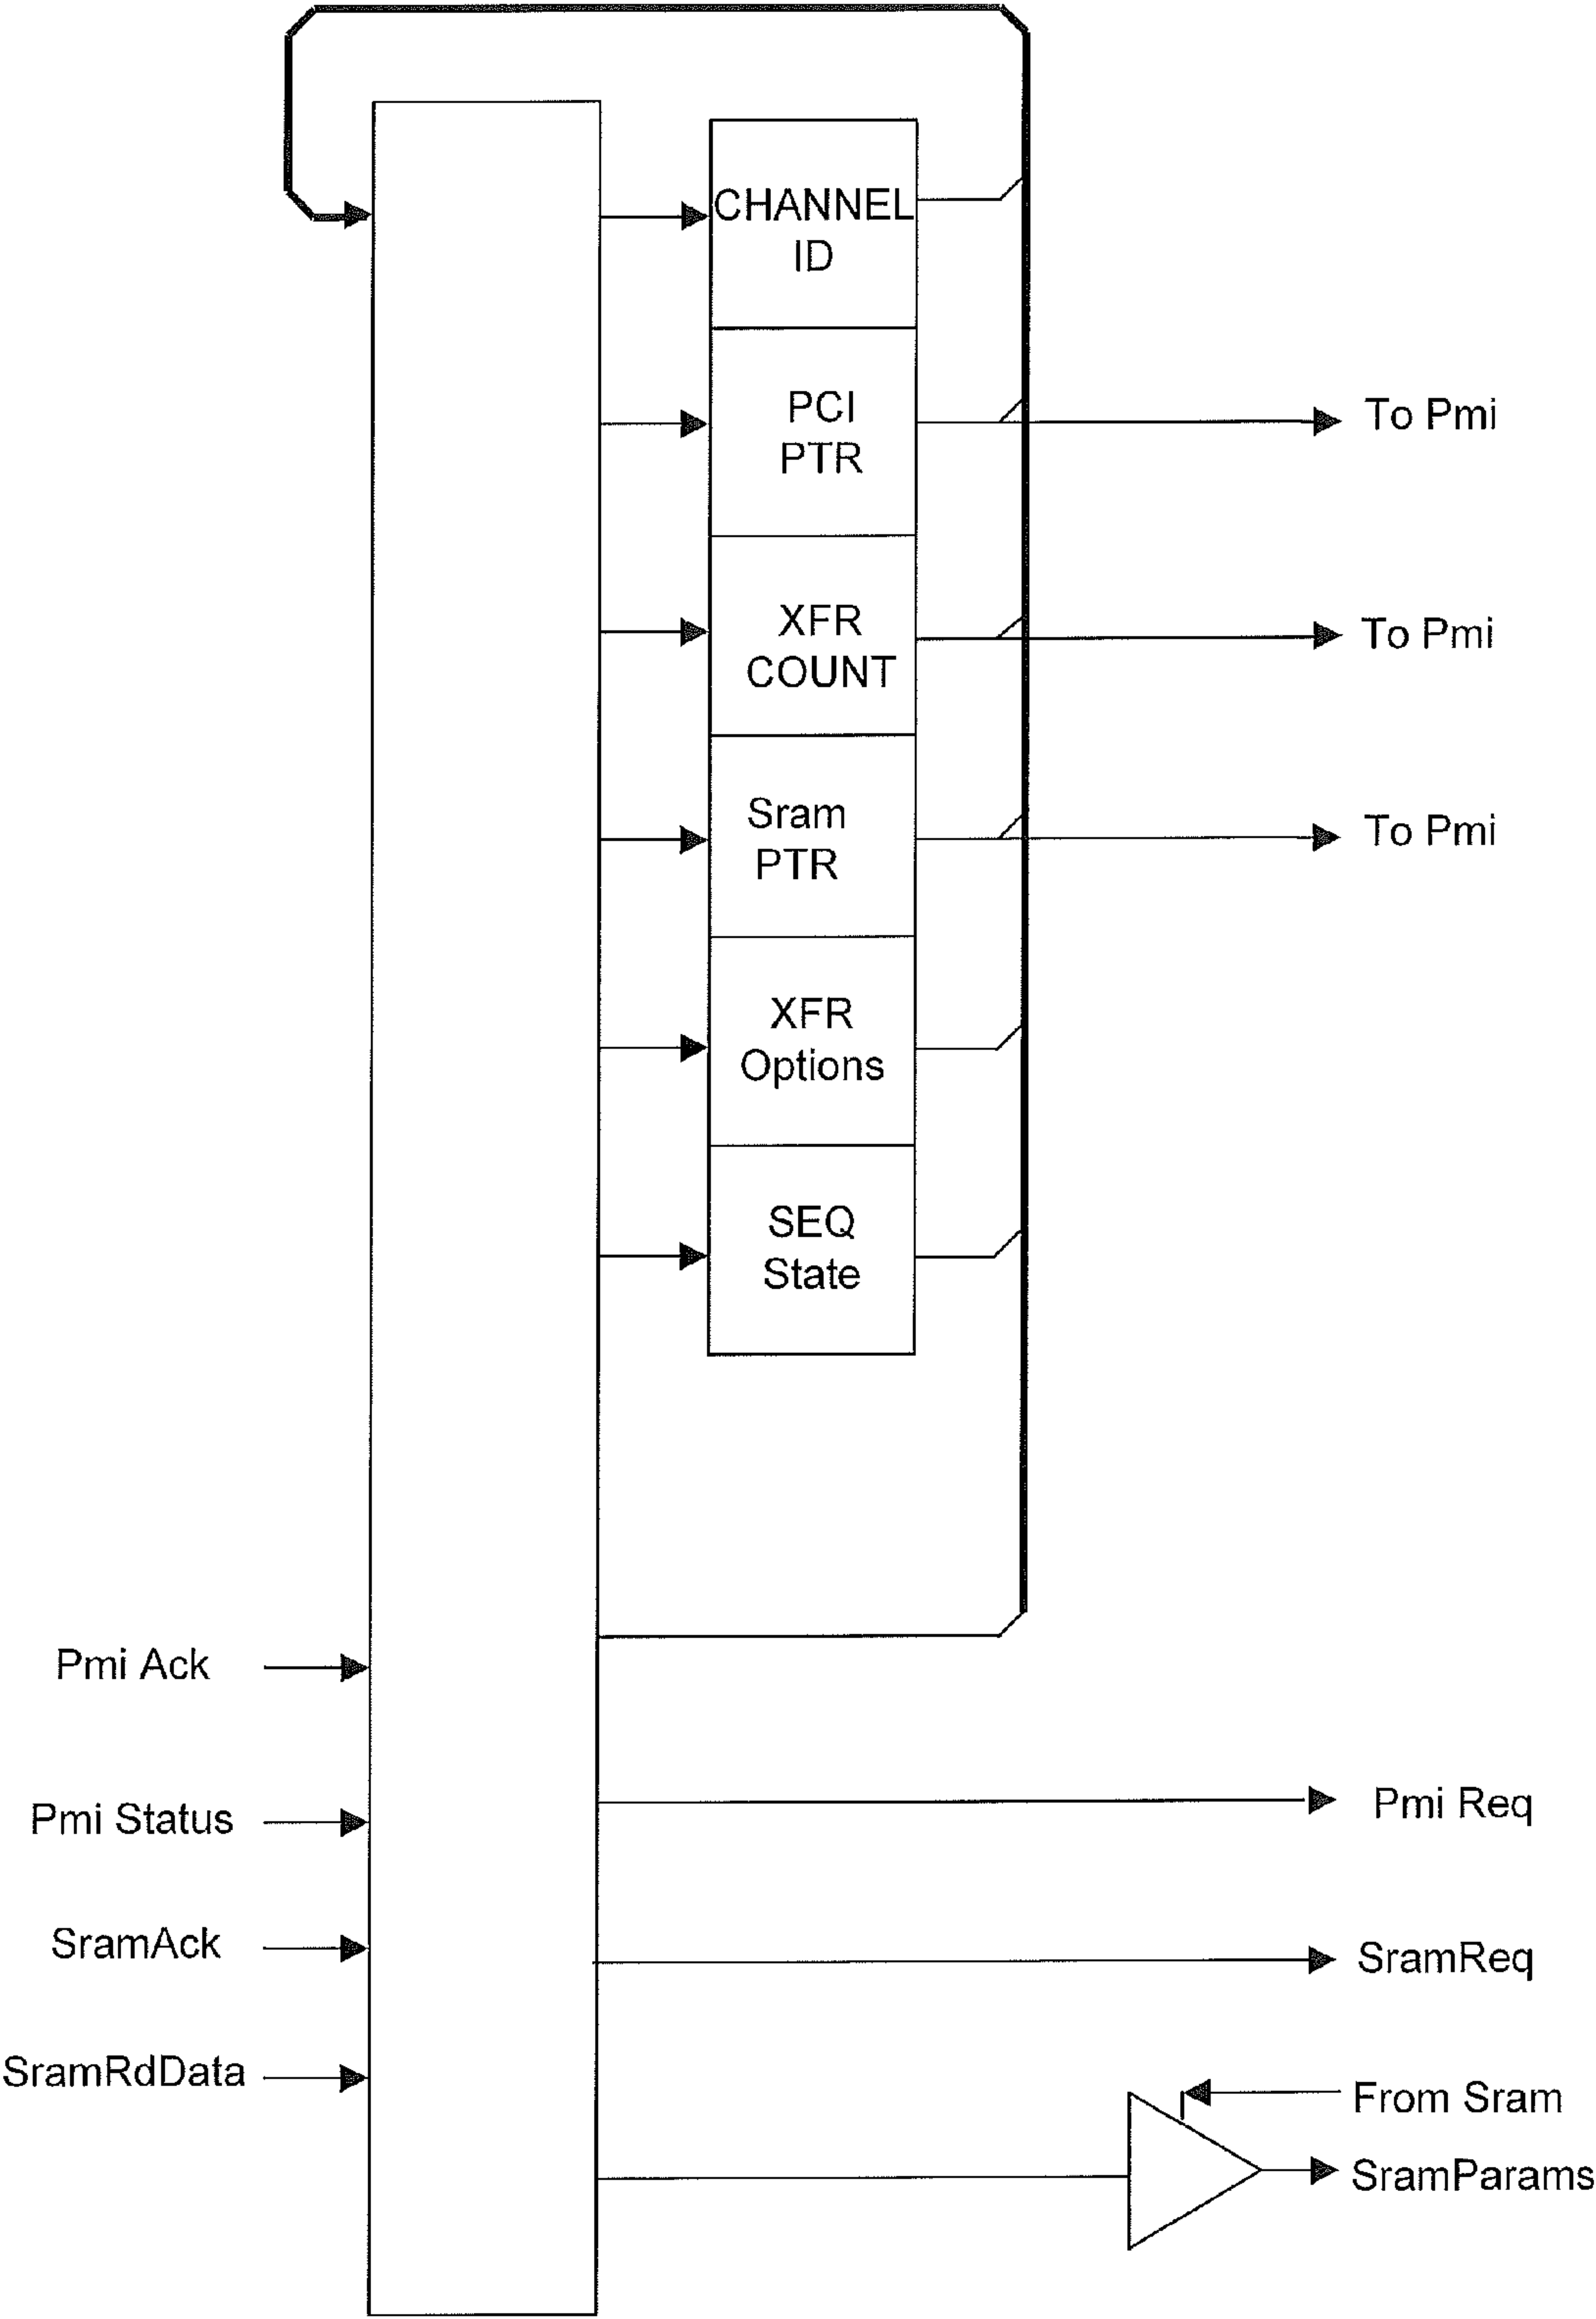 CHANNEL
ID
PCI
PTR
To Pmi
XFR
COUNT
To Pmi
Sram
PTR
To Pmi
XFR
Options
SEQ
State
Pmi Ack
Pmi Status
Pmi Req
SramAck
SramReq
SramRdData
From Sram
SramParams